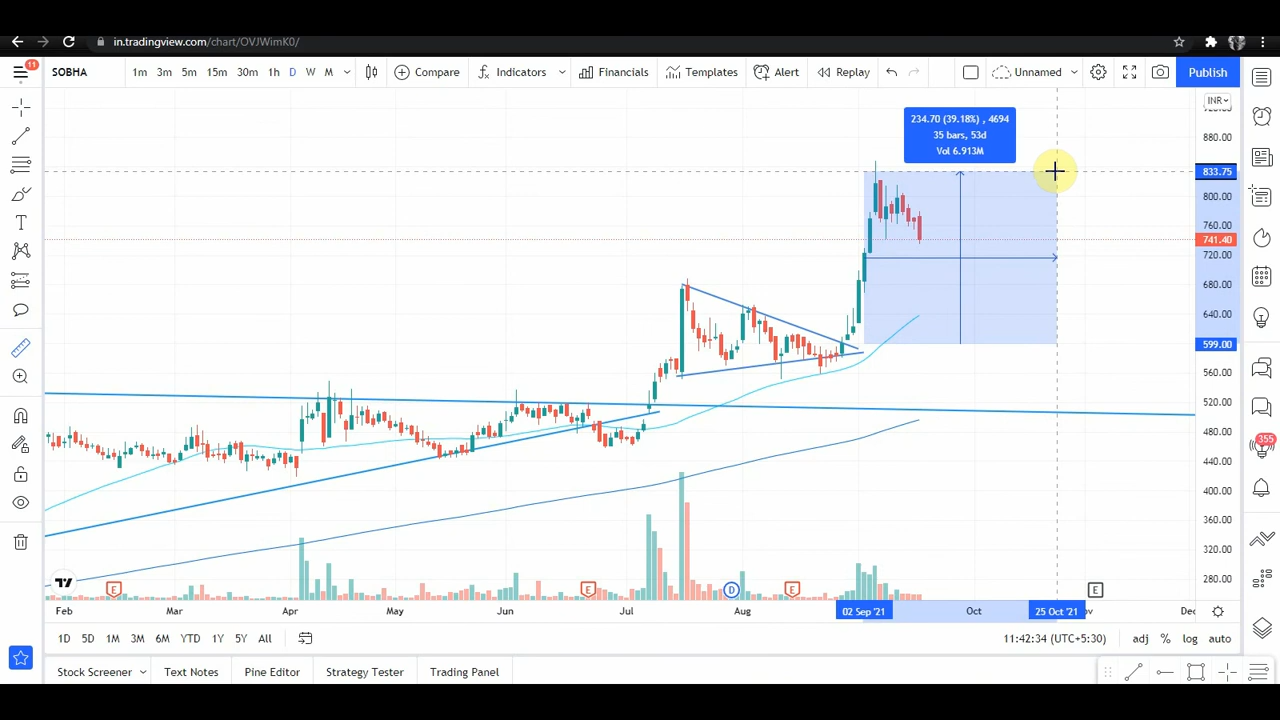 in.tradingview.com/chart/OVJWimK0/
11
SOBHA 1m 3m 5m 15m 30m 1h D W M Compare Indicators Financials Templates Alert Replay Unnamed Publish
INR
234.70 (39.18%) , 4694
35 bars, 53d
Vol 6.913M
880.00
833.75
800.00
760.00
741.40
720.00
680.00
640.00
599.00
560.00
520.00
480.00
440.00
400.00
360.00
320.00
280.00
355
E E D E E
Feb Mar Apr May Jun Jul Aug 02 Sep '21 Oct 25 Oct '21
1D 5D 1M 3M 6M YTD 1Y 5Y All 11:42:34 (UTC+5:30) adj % log auto
Stock Screener Text Notes Pine Editor Strategy Tester Trading Panel